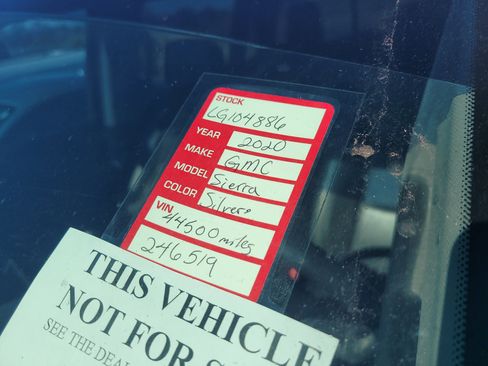 STOCK
LG104886
YEAR 2020
MAKE GMC
MODEL Sierra
COLOR Silver
VIN 44500 miles
246519
THIS VEHICLE
NOT FOR
SEE THE